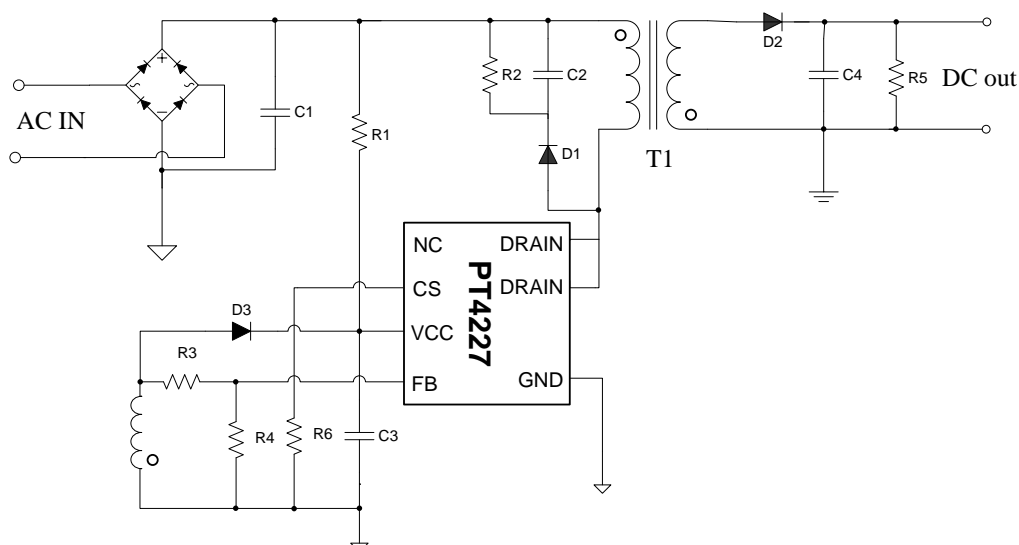 D2
R2
C2
C4
R5
DC out
AC IN
C1
R1
D1
T1
NC
DRAIN
CS
DRAIN
PT4227
D3
VCC
R3
FB
GND
R4
R6
C3